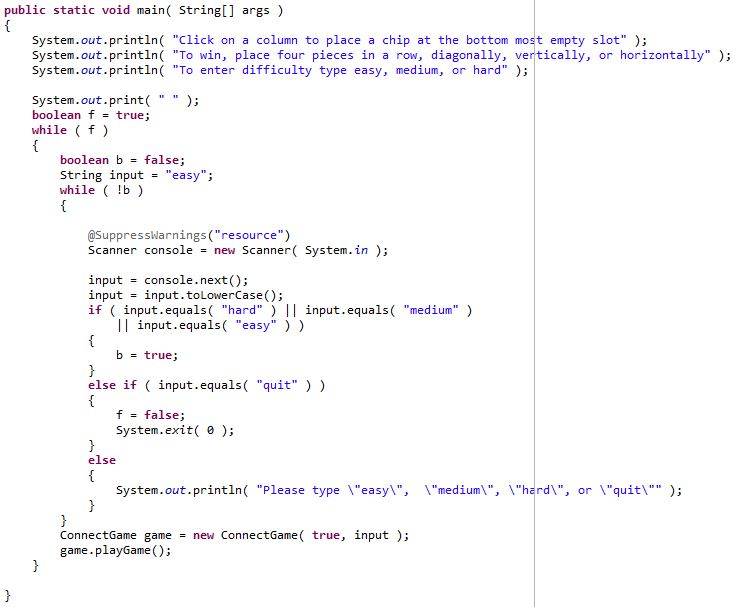 public static void main( String[] args )
{
    System.out.println( "Click on a column to place a chip at the bottom most empty slot" );
    System.out.println( "To win, place four pieces in a row, diagonally, vertically, or horizontally" );
    System.out.println( "To enter difficulty type easy, medium, or hard" );

    System.out.print( " " );
    boolean f = true;
    while ( f )
    {
        boolean b = false;
        String input = "easy";
        while ( !b )
        {

            @SuppressWarnings("resource")
            Scanner console = new Scanner( System.in );

            input = console.next();
            input = input.toLowerCase();
            if ( input.equals( "hard" ) || input.equals( "medium" )
                || input.equals( "easy" ) )
            {
                b = true;
            }
            else if ( input.equals( "quit" ) )
            {
                f = false;
                System.exit( 0 );
            }
            else
            {
                System.out.println( "Please type \"easy\",  \"medium\", \"hard\", or \"quit\"" );
            }
        }
        ConnectGame game = new ConnectGame( true, input );
        game.playGame();
    }

}